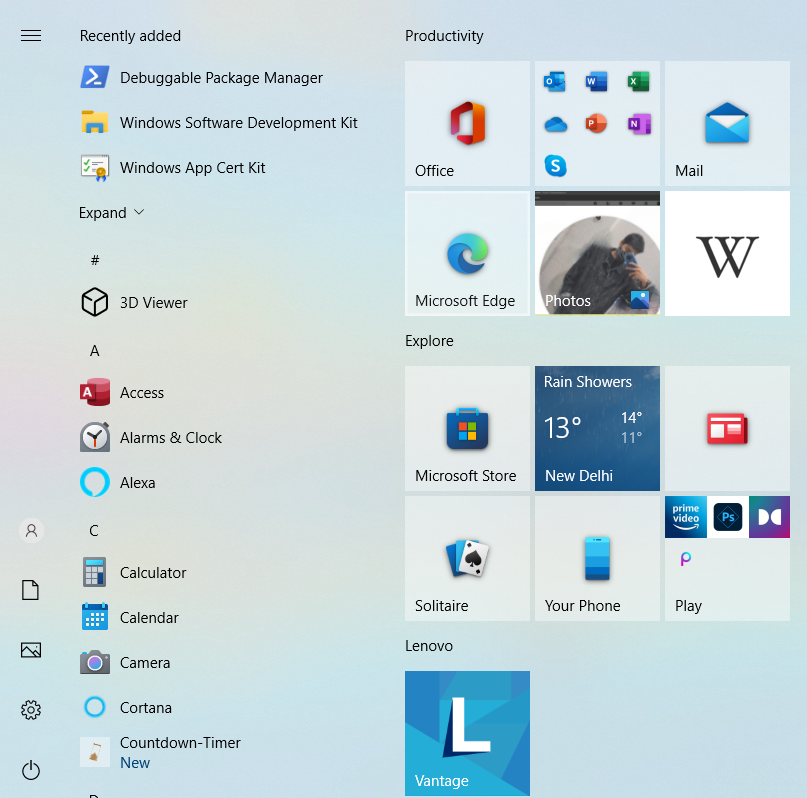 Recently added
Debuggable Package Manager
Windows Software Development Kit
Windows App Cert Kit
Expand
#
3D Viewer
A
Access
Alarms & Clock
Alexa
C
Calculator
Calendar
Camera
Cortana
Countdown-Timer
New
Productivity
Office
Mail
Microsoft Edge
Photos
W
Explore
Microsoft Store
Rain Showers
13°
14°
11°
New Delhi
Solitaire
Your Phone
prime
video
Ps
Play
Lenovo
L
Vantage